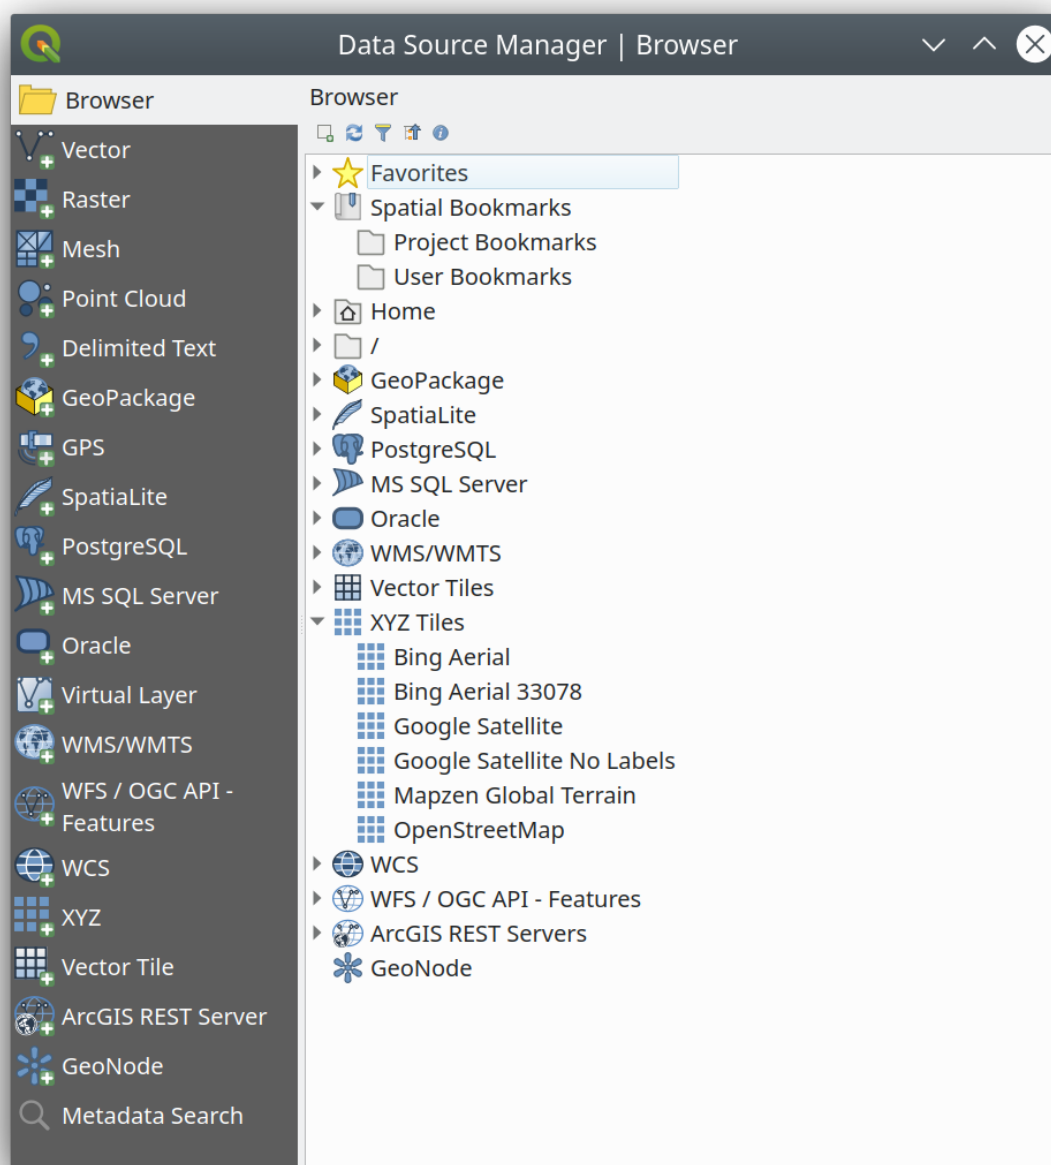 Data Source Manager | Browser
Browser
Vector
Raster
Mesh
Point Cloud
Delimited Text
GeoPackage
GPS
SpatiaLite
PostgreSQL
MS SQL Server
Oracle
Virtual Layer
WMS/WMTS
WFS / OGC API -
Features
WCS
XYZ
Vector Tile
ArcGIS REST Server
GeoNode
Metadata Search
Browser
Favorites
Spatial Bookmarks
Project Bookmarks
User Bookmarks
Home
/
GeoPackage
SpatiaLite
PostgreSQL
MS SQL Server
Oracle
WMS/WMTS
Vector Tiles
XYZ Tiles
Bing Aerial
Bing Aerial 33078
Google Satellite
Google Satellite No Labels
Mapzen Global Terrain
OpenStreetMap
WCS
WFS / OGC API - Features
ArcGIS REST Servers
GeoNode